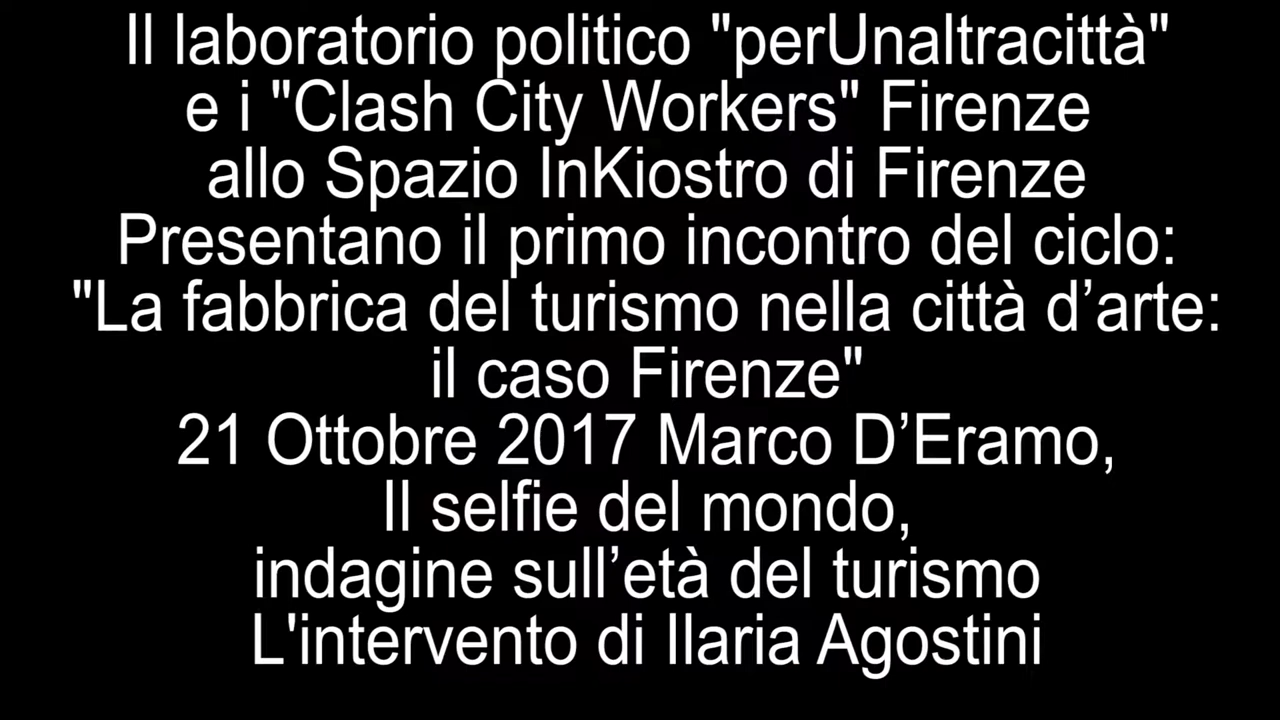 Il laboratorio politico "perUnaltracittà"
e i "Clash City Workers" Firenze
allo Spazio InKiostro di Firenze
Presentano il primo incontro del ciclo:
"La fabbrica del turismo nella città d’arte:
il caso Firenze"
21 Ottobre 2017 Marco D’Eramo,
Il selfie del mondo,
indagine sull’età del turismo
L'intervento di Ilaria Agostini